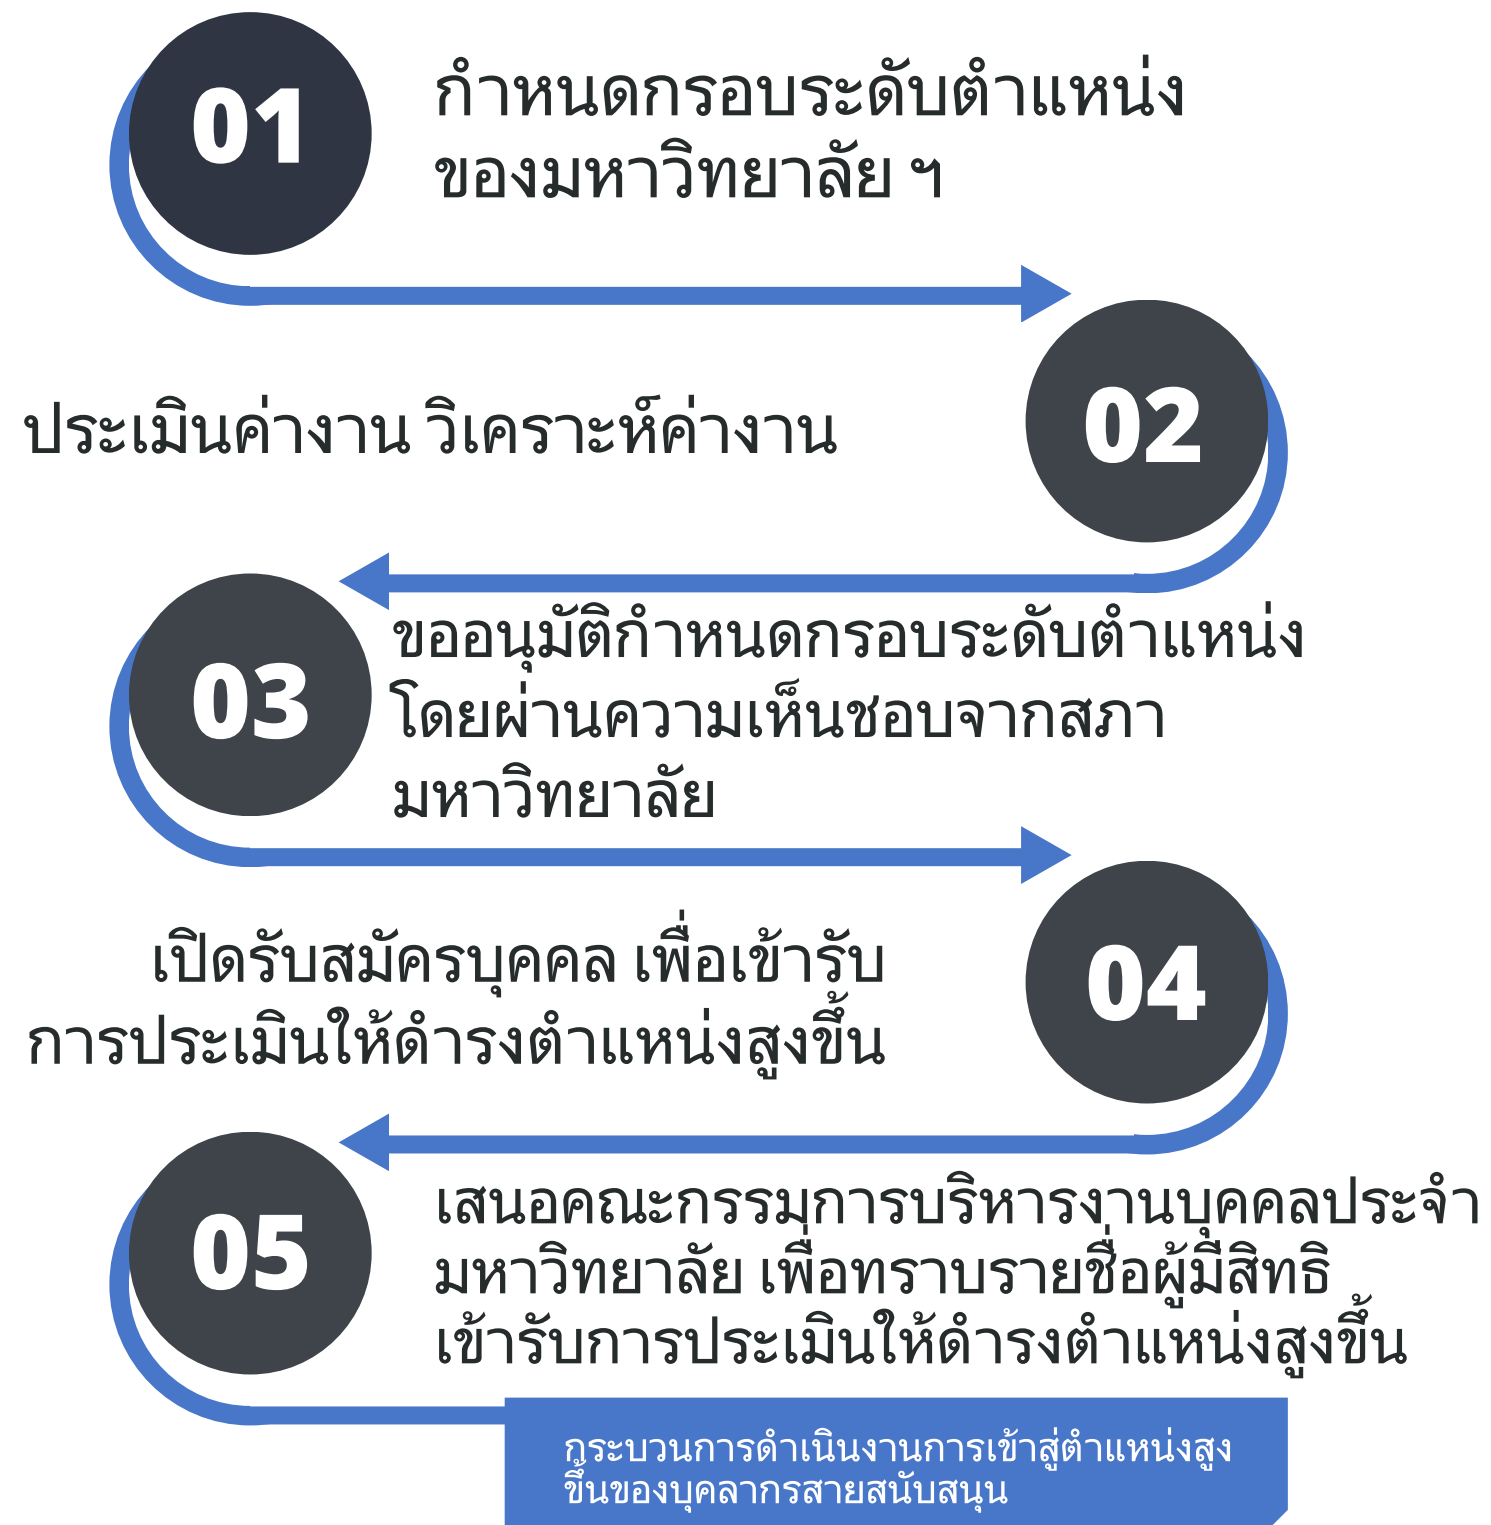 01
กำหนดกรอบระดับตำแหน่ง
ของมหาวิทยาลัย ฯ
02
ประเมินค่างาน วิเคราะห์ค่างาน
03
ขออนุมัติกำหนดกรอบระดับตำแหน่ง
โดยผ่านความเห็นชอบจากสภา
มหาวิทยาลัย
04
เปิดรับสมัครบุคคล เพื่อเข้ารับ
การประเมินให้ดำรงตำแหน่งสูงขึ้น
05
เสนอคณะกรรมการบริหารงานบุคคลประจำ
มหาวิทยาลัย เพื่อทราบรายชื่อผู้มีสิทธิ
เข้ารับการประเมินให้ดำรงตำแหน่งสูงขึ้น
กระบวนการดำเนินงานการเข้าสู่ตำแหน่งสูง
ขึ้นของบุคลากรสายสนับสนุน